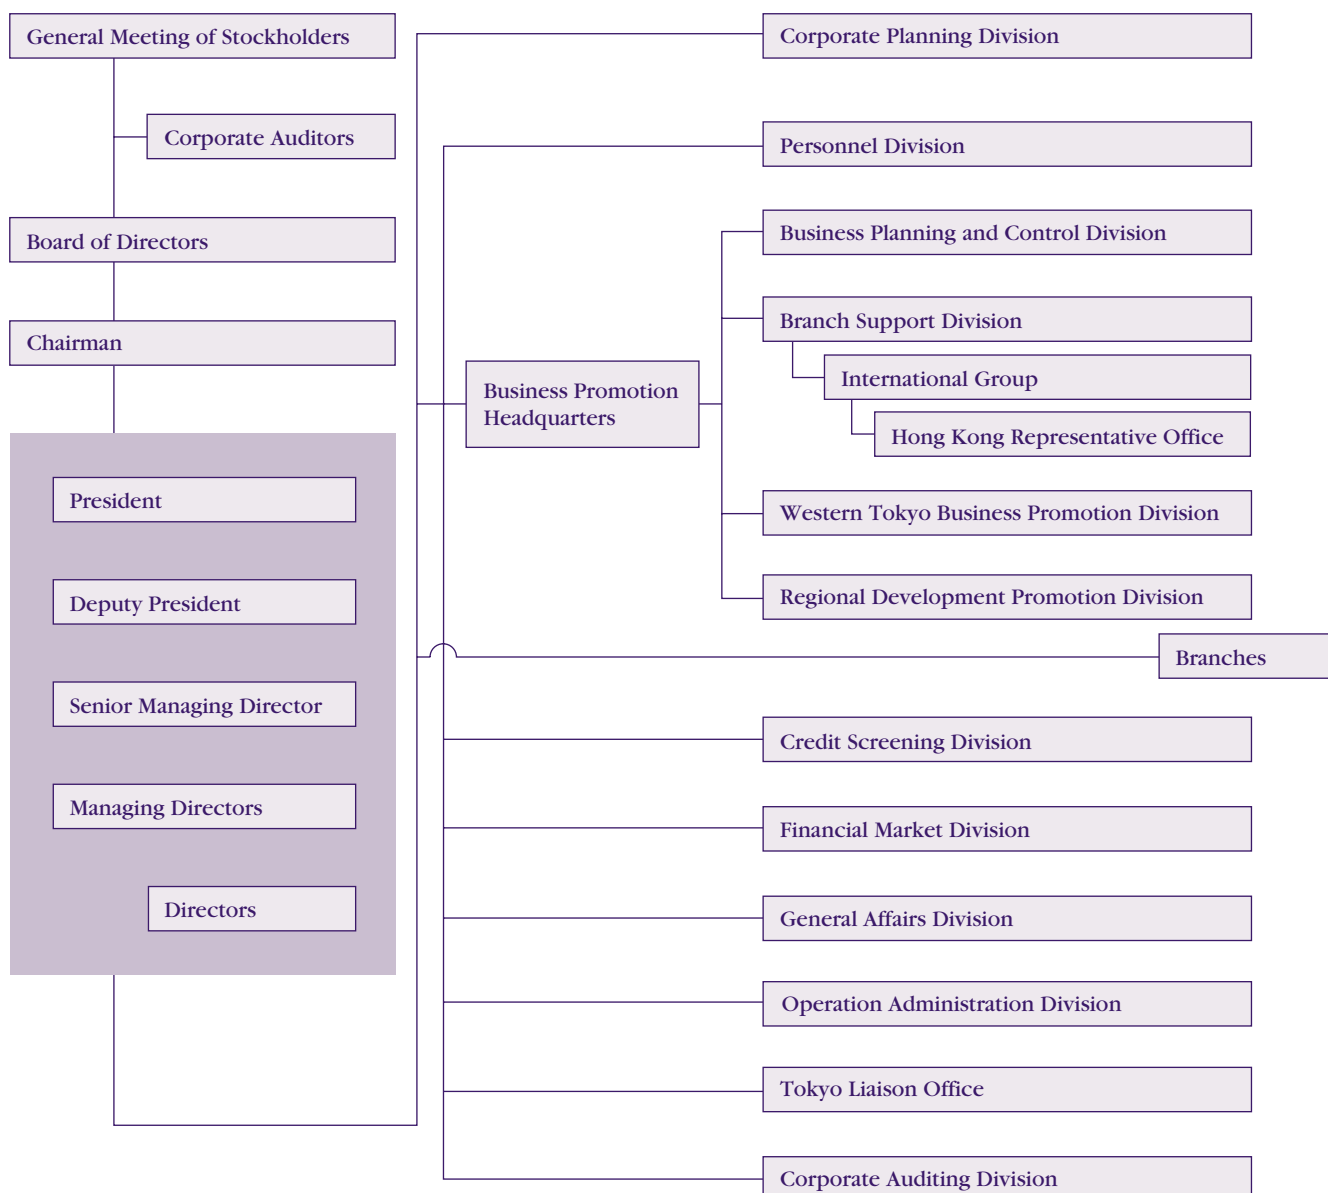 General Meeting of Stockholders
Corporate Auditors
Board of Directors
Chairman
President
Deputy President
Senior Managing Director
Managing Directors
Directors
Corporate Planning Division
Personnel Division
Business Promotion
Headquarters
Business Planning and Control Division
Branch Support Division
International Group
Hong Kong Representative Office
Western Tokyo Business Promotion Division
Regional Development Promotion Division
Branches
Credit Screening Division
Financial Market Division
General Affairs Division
Operation Administration Division
Tokyo Liaison Office
Corporate Auditing Division